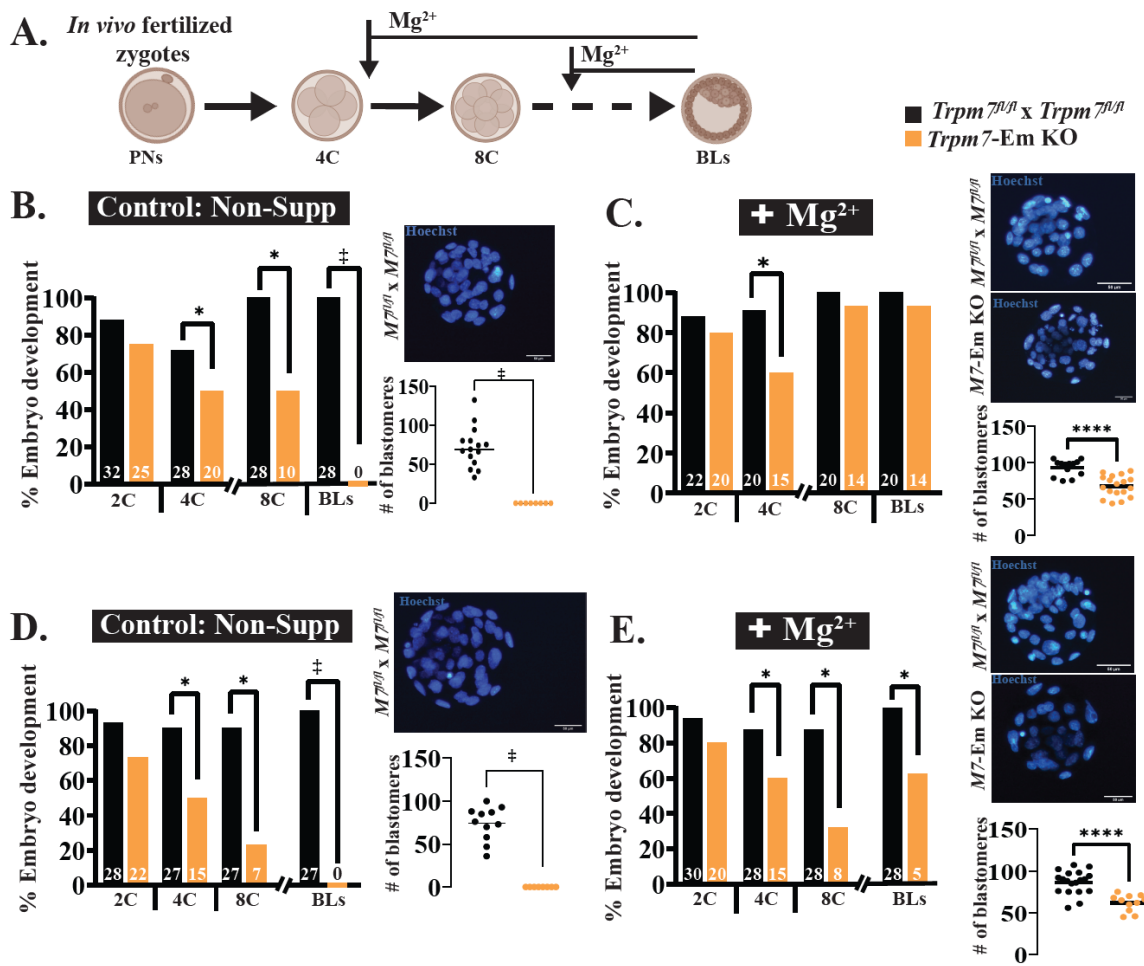 A.
In vivo fertilized
zygotes
Mg²⁺
Mg²⁺
PNs
4C
8C
BLs
Trpm7fl/fl x Trpm7fl/fl
Trpm7-Em KO
B.
Control: Non-Supp
% Embryo development
100
80
60
40
20
0
* * ‡
32 25 28 20 28 10 28 0
2C 4C 8C BLs
M7fl/fl x M7fl/fl
Hoechst
# of blastomeres
150
100
50
0
‡
C.
+ Mg²⁺
% Embryo development
100
80
60
40
20
0
*
22 20 20 15 20 14 20 14
2C 4C 8C BLs
M7fl/fl x M7fl/fl
Hoechst
M7-Em KO
Hoechst
# of blastomeres
150
100
50
0
****
D.
Control: Non-Supp
% Embryo development
100
80
60
40
20
0
* * ‡
28 22 27 15 27 7 27 0
2C 4C 8C BLs
M7fl/fl x M7fl/fl
Hoechst
# of blastomeres
150
100
50
0
‡
E.
+ Mg²⁺
% Embryo development
100
80
60
40
20
0
* * *
30 20 28 15 28 8 28 5
2C 4C 8C BLs
M7fl/fl x M7fl/fl
Hoechst
M7-Em KO
Hoechst
# of blastomeres
150
100
50
0
****